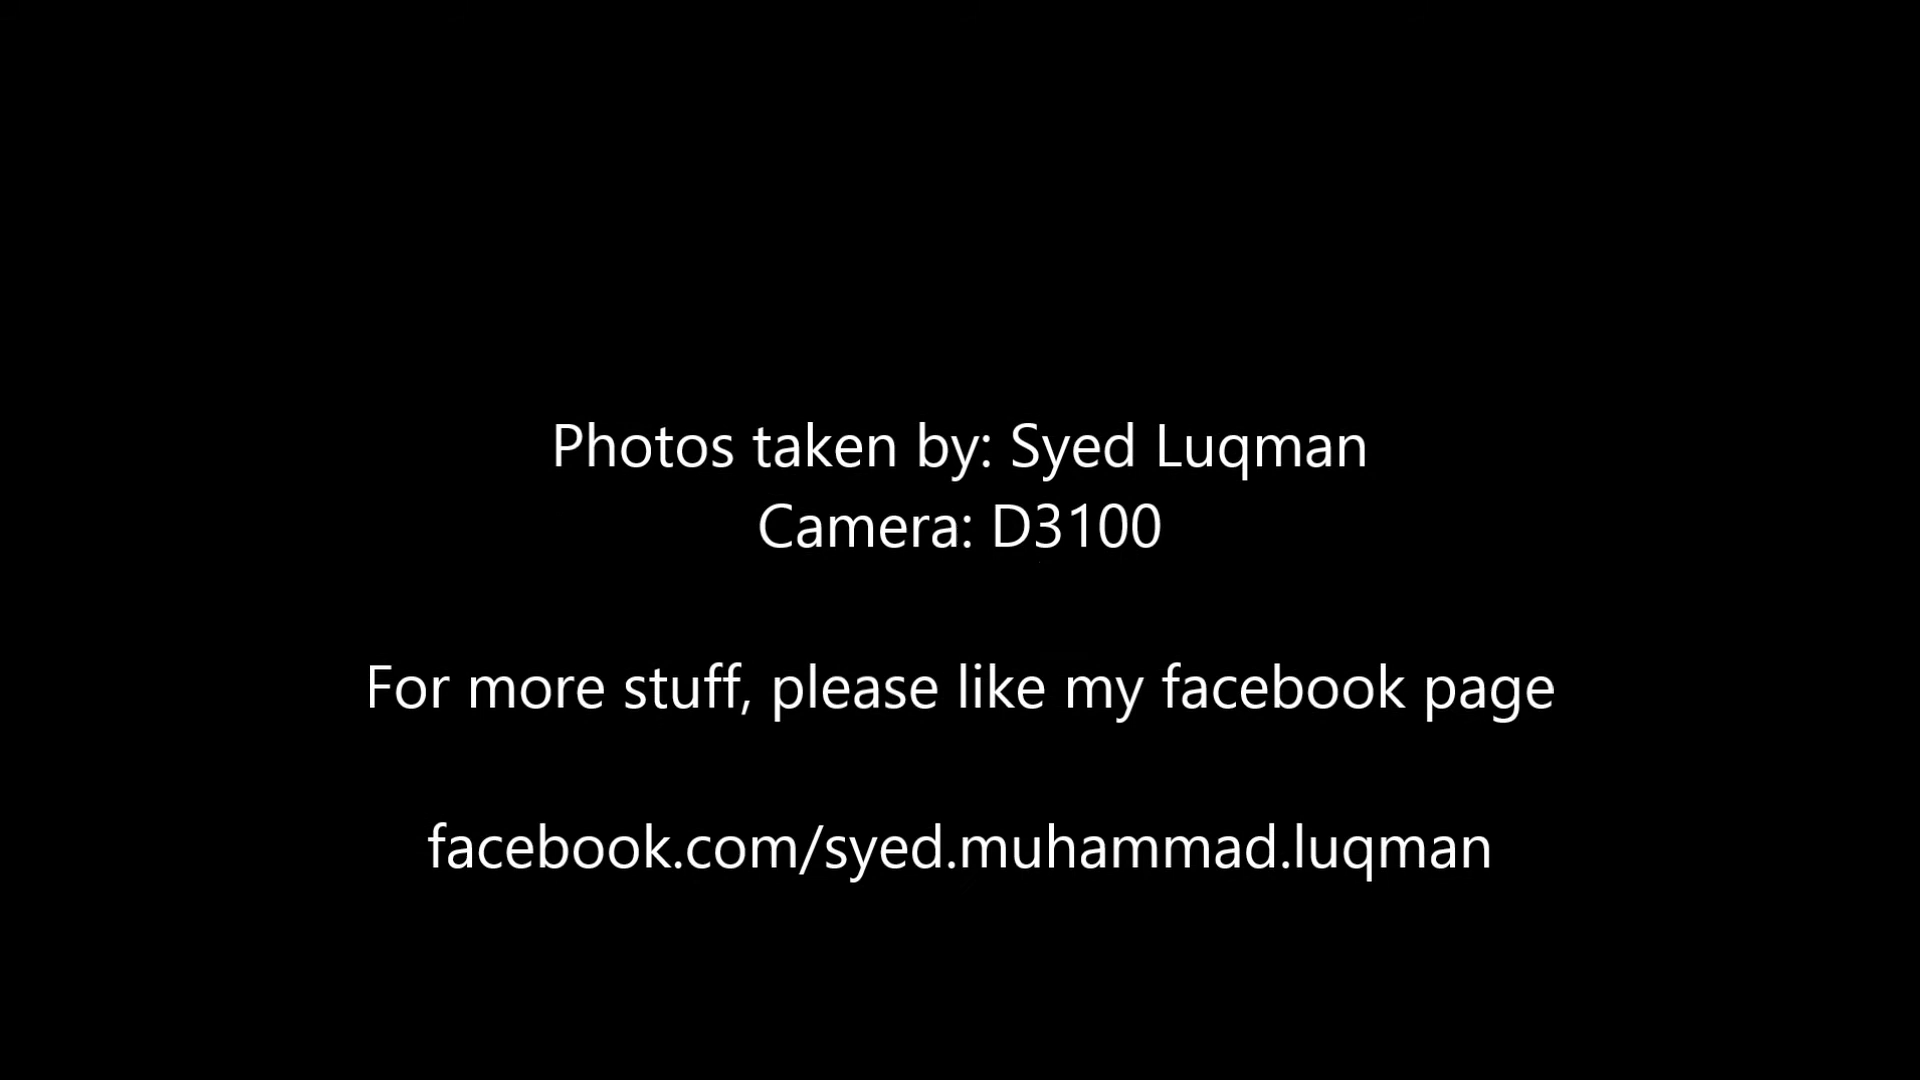 Photos taken by: Syed Luqman
Camera: D3100
For more stuff, please like my facebook page
facebook.com/syed.muhammad.luqman